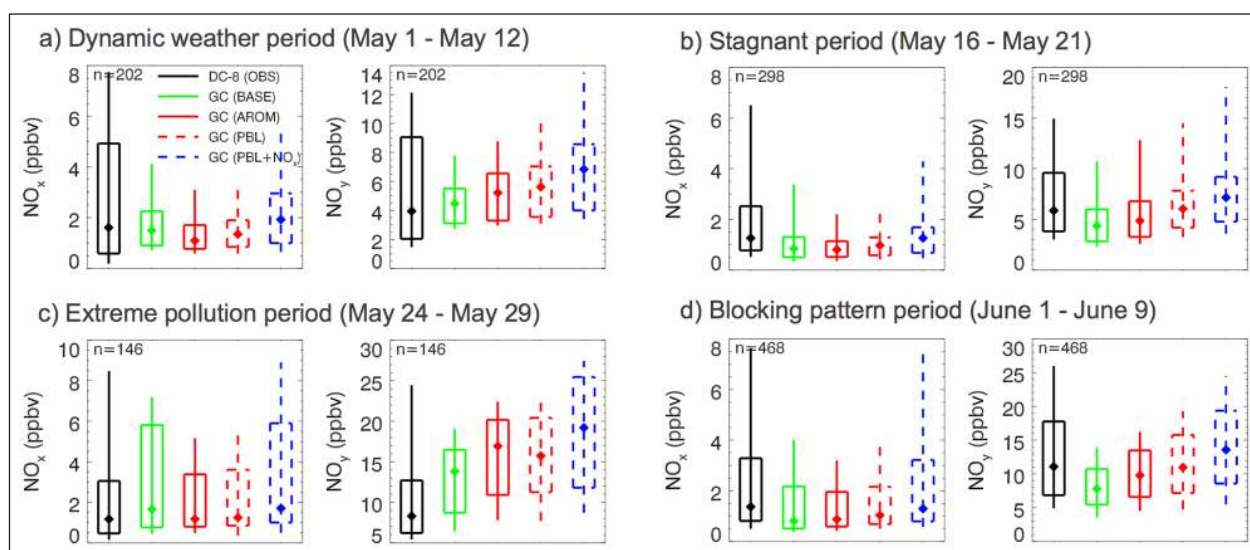 a) Dynamic weather period (May 1 - May 12)
n=202
DC-8 (OBS)
GC (BASE)
GC (AROM)
GC (PBL)
GC (PBL+NOₓ)
NOₓ (ppbv)
8
6
4
2
0
n=202
NOᵧ (ppbv)
14
12
10
8
6
4
2
0
b) Stagnant period (May 16 - May 21)
n=298
NOₓ (ppbv)
8
6
4
2
0
n=298
NOᵧ (ppbv)
20
15
10
5
0
c) Extreme pollution period (May 24 - May 29)
n=146
NOₓ (ppbv)
10
8
6
4
2
0
n=146
NOᵧ (ppbv)
30
25
20
15
10
5
d) Blocking pattern period (June 1 - June 9)
n=468
NOₓ (ppbv)
8
6
4
2
0
n=468
NOᵧ (ppbv)
30
25
20
15
10
5
0